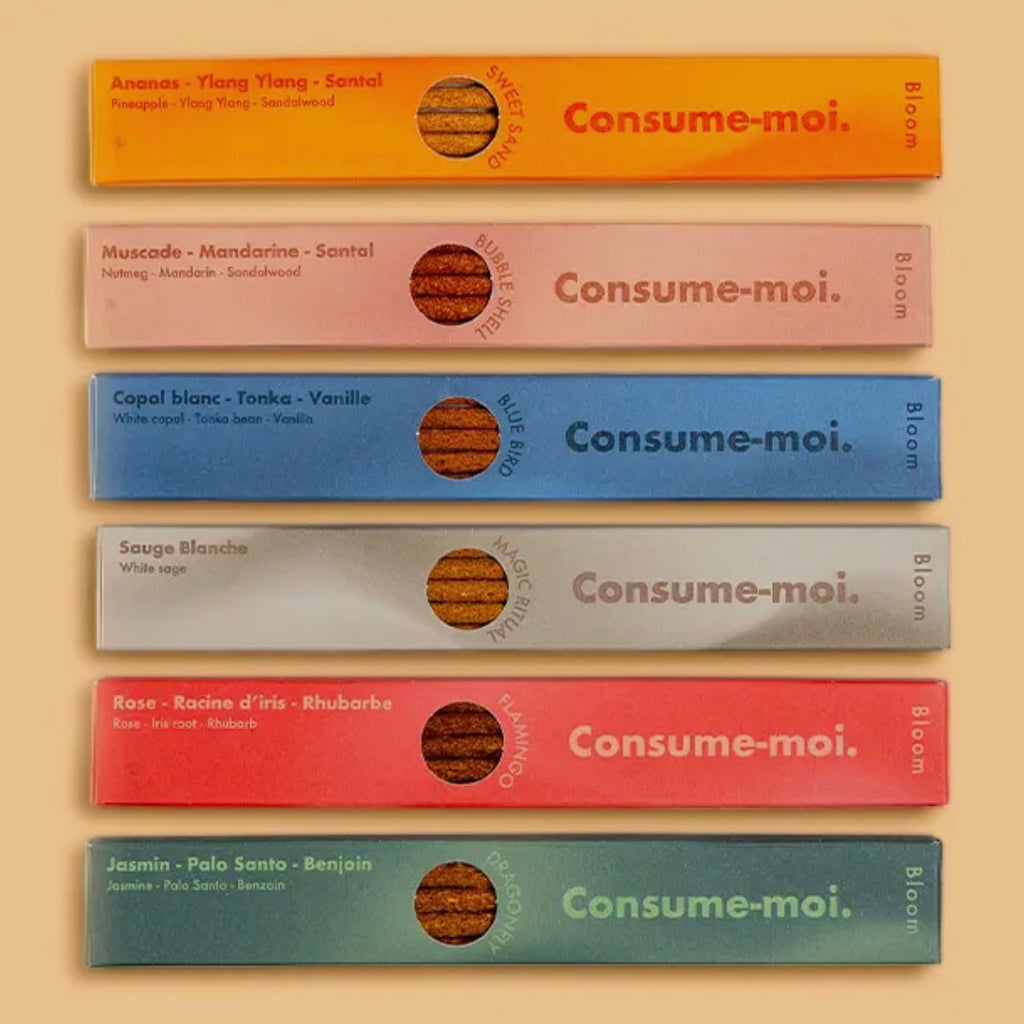 Ananas - Ylang Ylang - Santal
Pineapple - Ylang Ylang - Sandalwood
SWEET SAND
Consume-moi.
Bloom
Muscade - Mandarine - Santal
Nutmeg - Mandarin - Sandalwood
BUBBLE SHELL
Consume-moi.
Bloom
Copal blanc - Tonka - Vanille
White copal - Tonka bean - Vanilla
BLUE BIRD
Consume-moi.
Bloom
Sauge Blanche
White sage
MAGIC RITUAL
Consume-moi.
Bloom
Rose - Racine d'iris - Rhubarbe
Rose - Iris root - Rhubarb
FLAMINGO
Consume-moi.
Bloom
Jasmin - Palo Santo - Benjoin
Jasmine - Palo Santo - Benzoin
DRAGONFLY
Consume-moi.
Bloom